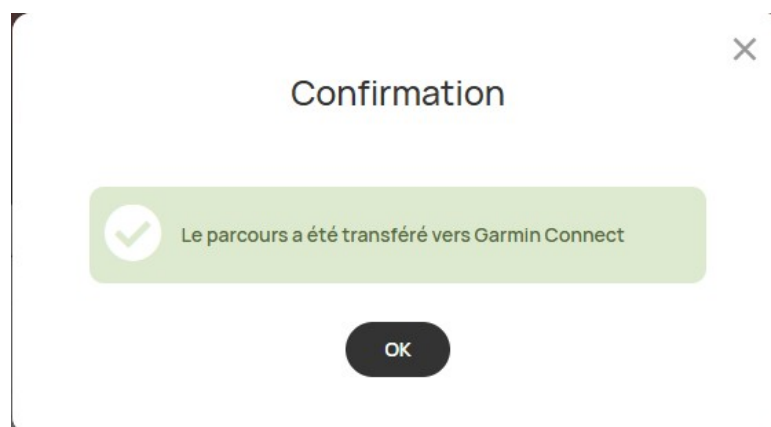 Confirmation
Le parcours a été transféré vers Garmin Connect
OK